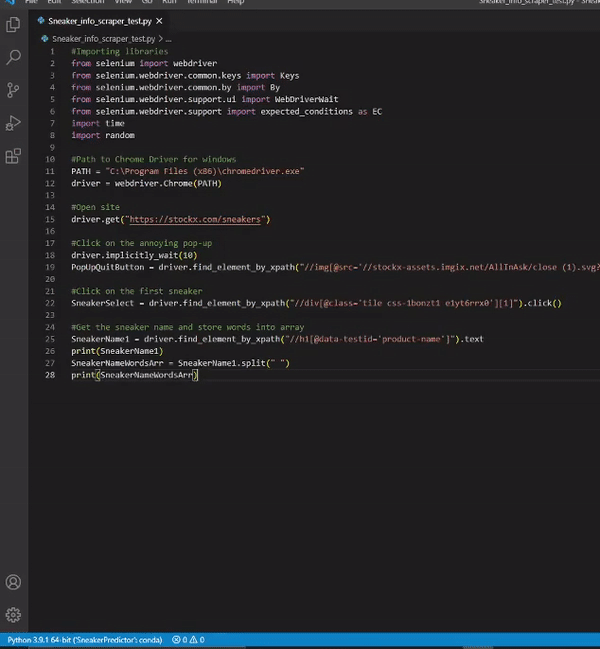 File Edit Selection View Go Run Terminal Help
Sneaker_info_scraper_test.py
Sneaker_info_scraper_test.py ✕
Sneaker_info_scraper_test.py > ...
1 #Importing libraries
2 from selenium import webdriver
3 from selenium.webdriver.common.keys import Keys
4 from selenium.webdriver.common.by import By
5 from selenium.webdriver.support.ui import WebDriverWait
6 from selenium.webdriver.support import expected_conditions as EC
7 import time
8 import random
9
10 #Path to Chrome Driver for windows
11 PATH = "C:\Program Files (x86)\chromedriver.exe"
12 driver = webdriver.Chrome(PATH)
13
14 #Open site
15 driver.get("https://stockx.com/sneakers")
16
17 #Click on the annoying pop-up
18 driver.implicitly_wait(10)
19 PopUpQuitButton = driver.find_element_by_xpath("//img[@src='//stockx-assets.imgix.net/AllInAsk/close (1).svg?
20
21 #Click on the first sneaker
22 SneakerSelect = driver.find_element_by_xpath("//div[@class='tile css-1bonzt1 e1yt6rrx0'][1]").click()
23
24 #Get the sneaker name and store words into array
25 SneakerName1 = driver.find_element_by_xpath("//h1[@data-testid='product-name']").text
26 print(SneakerName1)
27 SneakerNameWordsArr = SneakerName1.split(" ")
28 print(SneakerNameWordsArr)
Python 3.9.1 64-bit ('SneakerPredictor': conda) 0 0